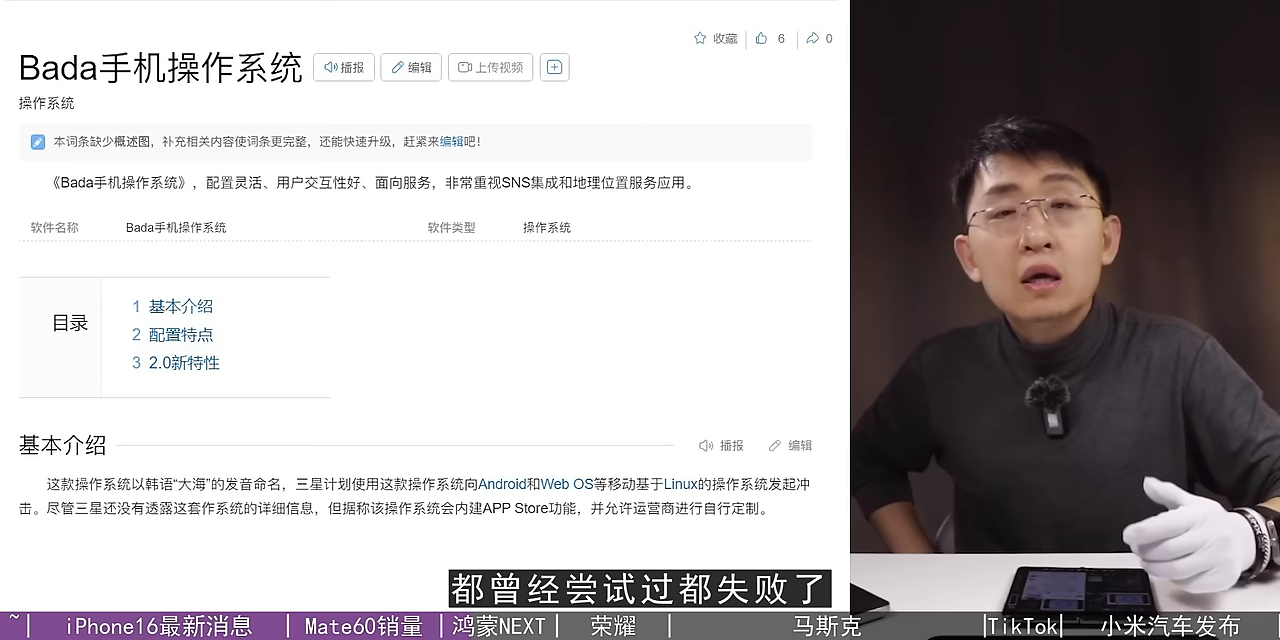 收藏 6 0
Bada手机操作系统 播报 编辑 上传视频
操作系统
本词条缺少概述图，补充相关内容使词条更完整，还能快速升级，赶紧来编辑吧！
《Bada手机操作系统》，配置灵活、用户交互性好、面向服务，非常重视SNS集成和地理位置服务应用。
软件名称 Bada手机操作系统 软件类型 操作系统
目录
1 基本介绍
2 配置特点
3 2.0新特性
基本介绍 播报 编辑
这款操作系统以韩语“大海”的发音命名，三星计划使用这款操作系统向Android和Web OS等移动基于Linux的操作系统发起冲
击。尽管三星还没有透露这套作系统的详细信息，但据称该操作系统会内建APP Store功能，并允许运营商进行自行定制。
都曾经尝试过都失败了
~| iPhone16最新消息 | Mate60销量 |鸿蒙NEXT| 荣耀 | 马斯克 |TikTok| 小米汽车发布